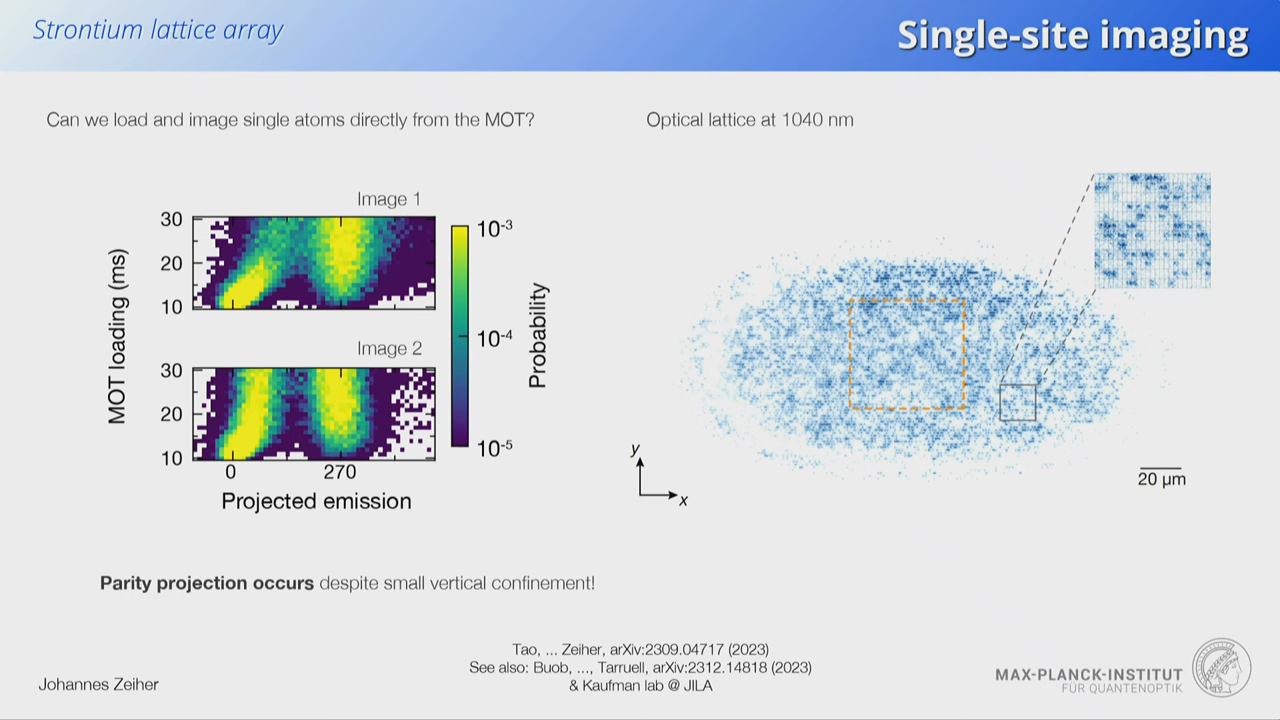 Strontium lattice array
Single-site imaging
Can we load and image single atoms directly from the MOT?
Optical lattice at 1040 nm
Image 1
30
20
10
MOT loading (ms)
Image 2
30
20
10
0
270
Projected emission
10-3
10-4
10-5
Probability
y
x
20 µm
Parity projection occurs despite small vertical confinement!
Tao, ... Zeiher, arXiv:2309.04717 (2023)
See also: Buob, ..., Tarruell, arXiv:2312.14818 (2023)
& Kaufman lab @ JILA
Johannes Zeiher
MAX-PLANCK-INSTITUT
FÜR QUANTENOPTIK